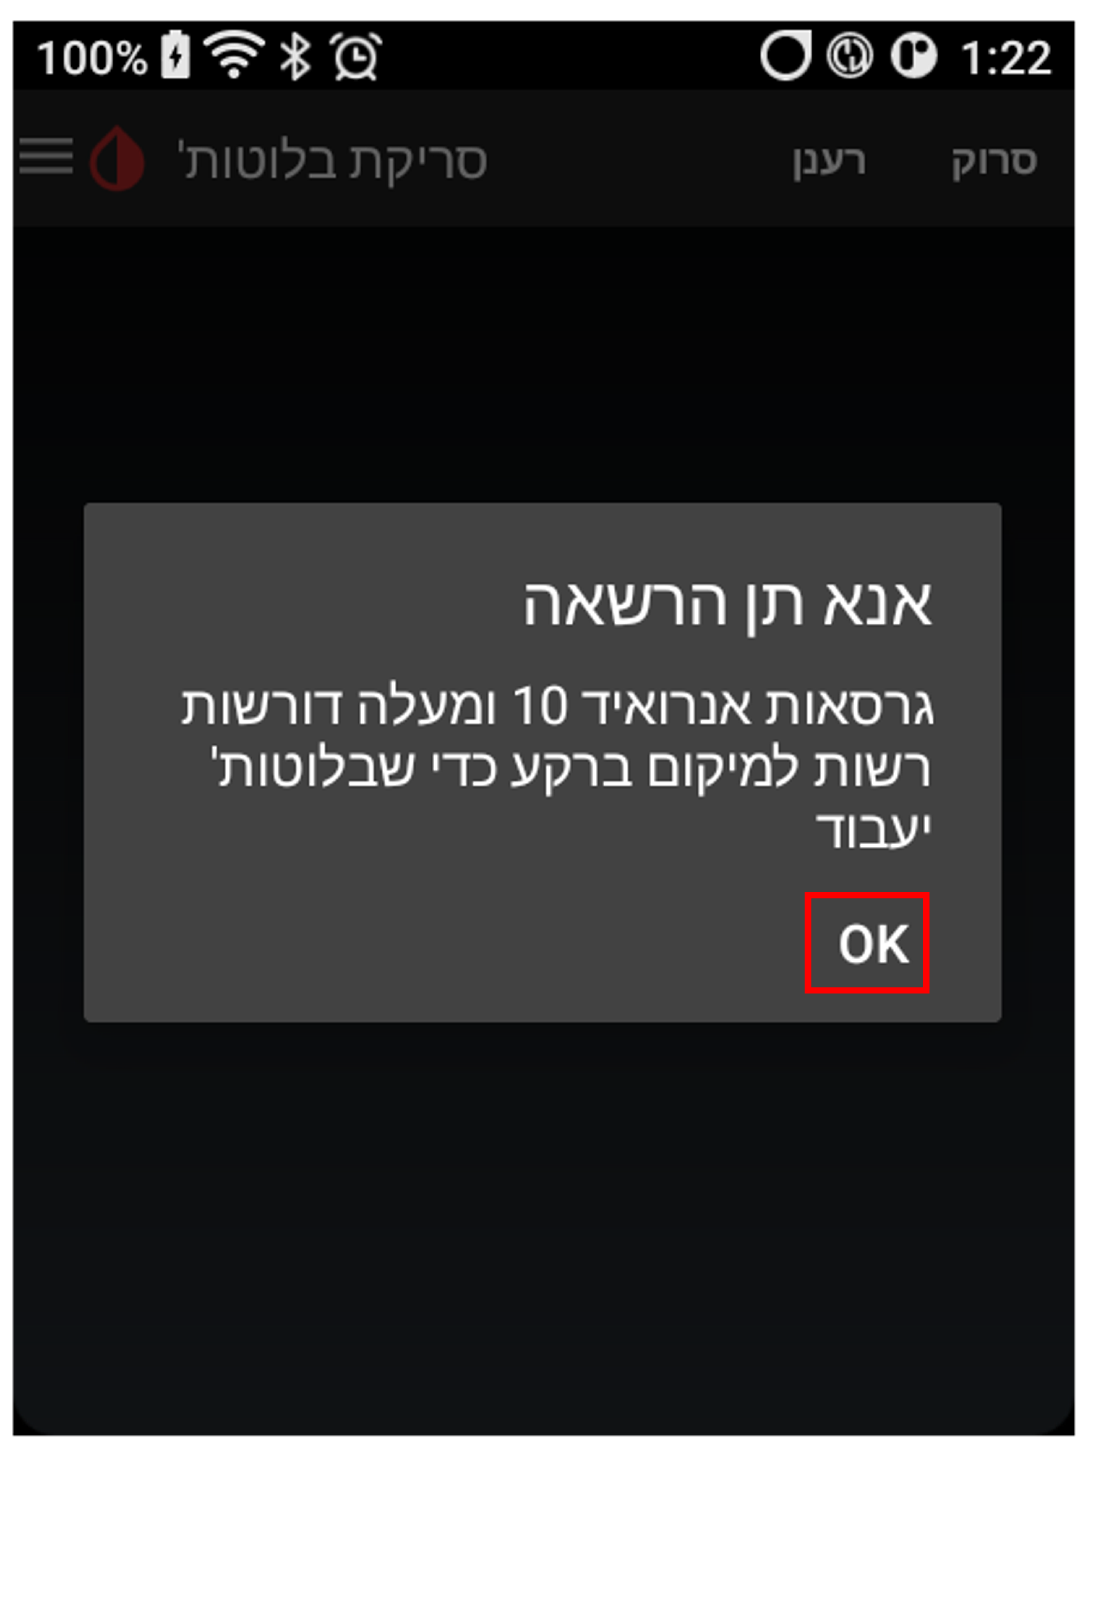 100% 1:22
סריקת בלוטות' רענן סרוק
אנא תן הרשאה
גרסאות אנרואיד 10 ומעלה דורשות
רשות למיקום ברקע כדי שבלוטות'
יעבוד
OK